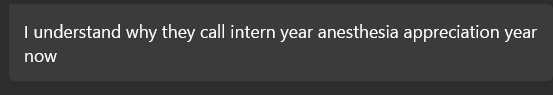 I understand why they call intern year anesthesia appreciation year
now